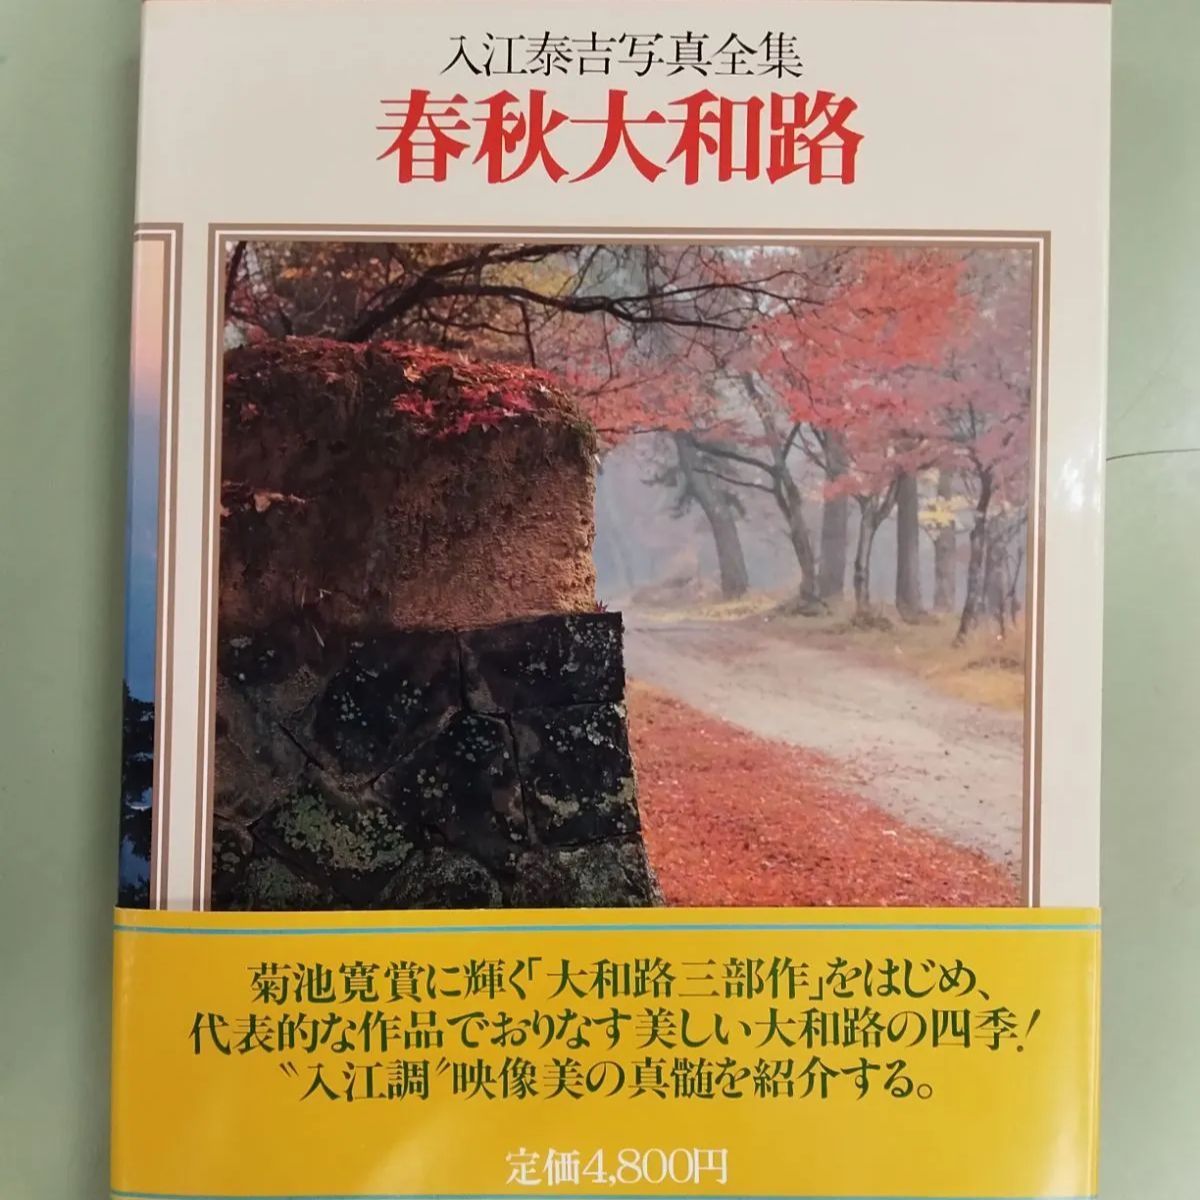 入江泰吉写真全集
春秋大和路
菊池寛賞に輝く「大和路三部作」をはじめ、
代表的な作品でおりなす美しい大和路の四季!
〝入江調〞映像美の真髄を紹介する。
定価4,800円